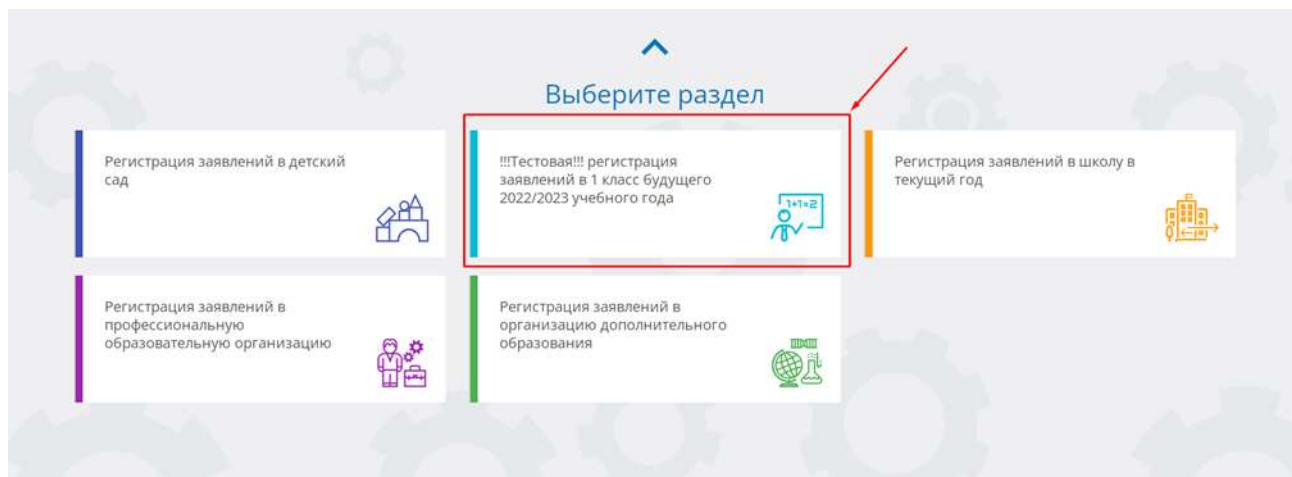 Выберите раздел
Регистрация заявлений в детский
сад
!!!Тестовая!!! регистрация
заявлений в 1 класс будущего
2022/2023 учебного года
1+1=2
Регистрация заявлений в школу в
текущий год
Регистрация заявлений в
профессиональную
образовательную организацию
Регистрация заявлений в
организацию дополнительного
образования